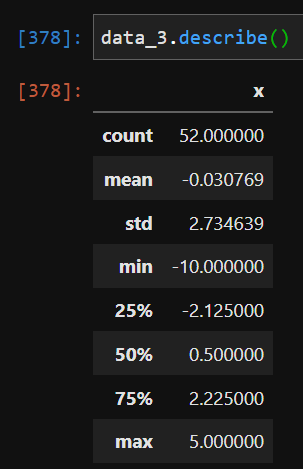 [378]: data_3.describe()
[378]: x
count 52.000000
mean -0.030769
std 2.734639
min -10.000000
25% -2.125000
50% 0.500000
75% 2.225000
max 5.000000